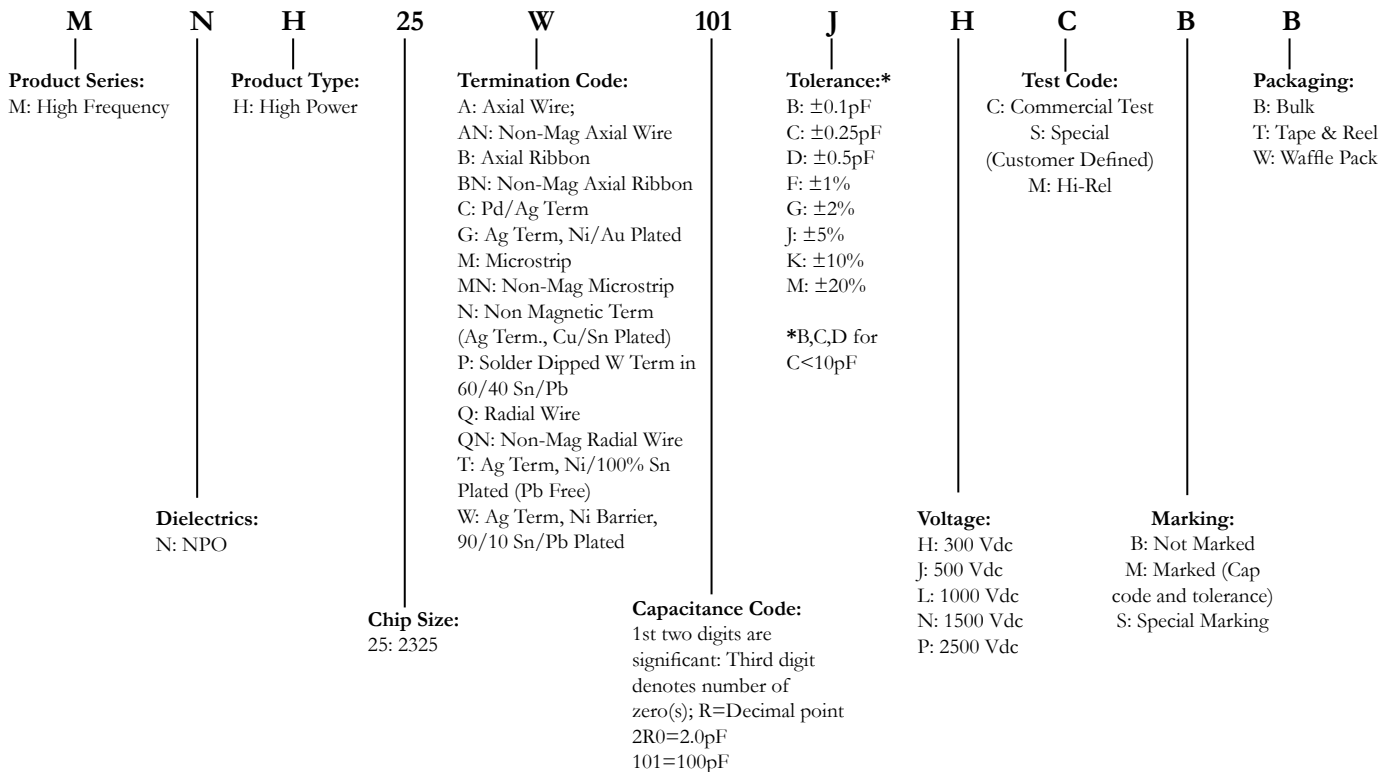 M N H 25 W 101 J H C B B
Product Series:
M: High Frequency
Product Type:
H: High Power
Termination Code:
A: Axial Wire;
AN: Non-Mag Axial Wire
B: Axial Ribbon
BN: Non-Mag Axial Ribbon
C: Pd/Ag Term
G: Ag Term, Ni/Au Plated
M: Microstrip
MN: Non-Mag Microstrip
N: Non Magnetic Term
(Ag Term., Cu/Sn Plated)
P: Solder Dipped W Term in
60/40 Sn/Pb
Q: Radial Wire
QN: Non-Mag Radial Wire
T: Ag Term, Ni/100% Sn
Plated (Pb Free)
W: Ag Term, Ni Barrier,
90/10 Sn/Pb Plated
Tolerance:*
B: ±0.1pF
C: ±0.25pF
D: ±0.5pF
F: ±1%
G: ±2%
J: ±5%
K: ±10%
M: ±20%
*B,C,D for
C<10pF
Test Code:
C: Commercial Test
S: Special
(Customer Defined)
M: Hi-Rel
Packaging:
B: Bulk
T: Tape & Reel
W: Waffle Pack
Dielectrics:
N: NPO
Chip Size:
25: 2325
Capacitance Code:
1st two digits are
significant: Third digit
denotes number of
zero(s); R=Decimal point
2R0=2.0pF
101=100pF
Voltage:
H: 300 Vdc
J: 500 Vdc
L: 1000 Vdc
N: 1500 Vdc
P: 2500 Vdc
Marking:
B: Not Marked
M: Marked (Cap
code and tolerance)
S: Special Marking